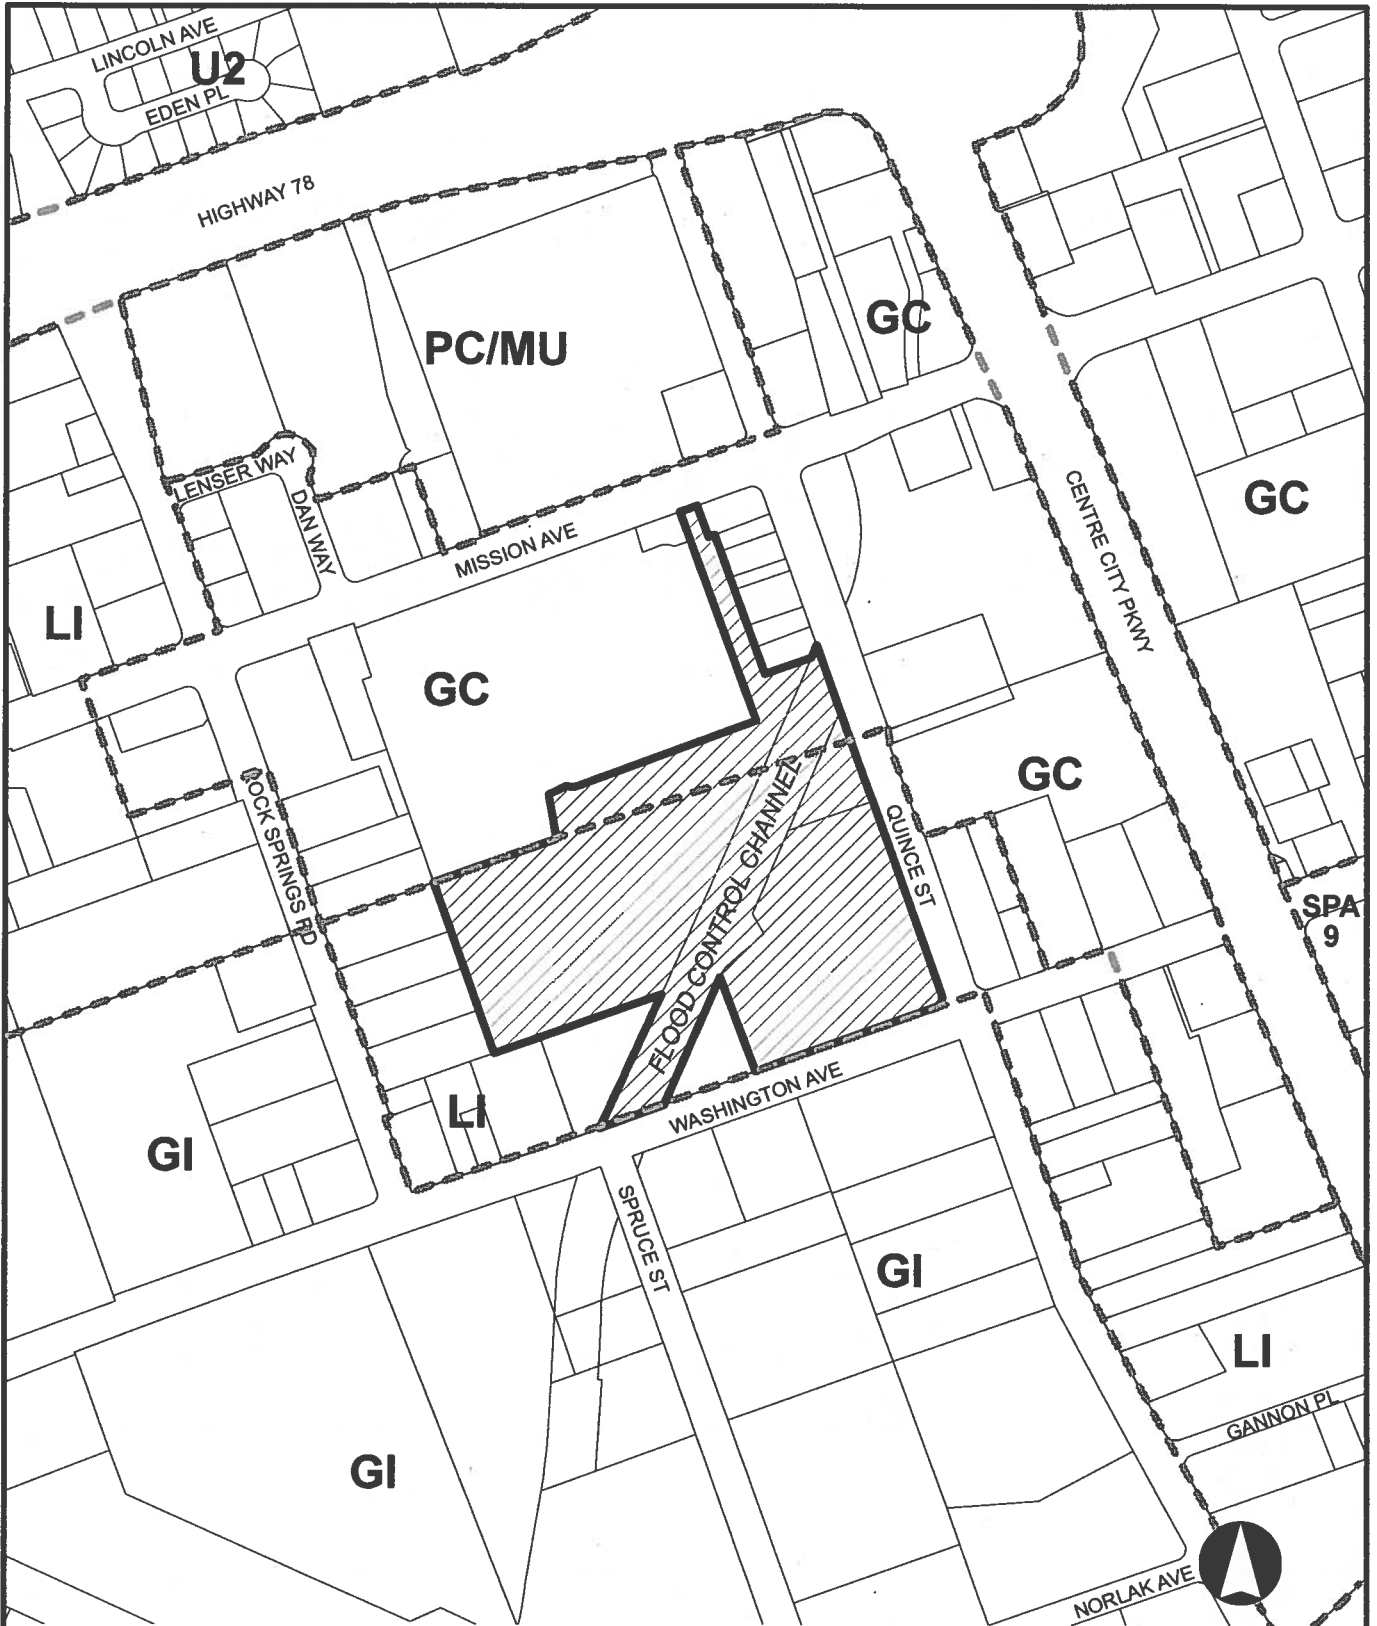 LINCOLN AVE
U2
EDEN PL
HIGHWAY 78
GC
PC/MU
LENSER WAY
DAN WAY
MISSION AVE
CENTRE CITY PKWY
GC
LI
GC
GC
ROCK SPRINGS RD
FLOOD CONTROL CHANNEL
QUINCE ST
SPA
9
WASHINGTON AVE
LI
GI
SPRUCE ST
GI
LI
GANNON PL
GI
NORLAK AVE